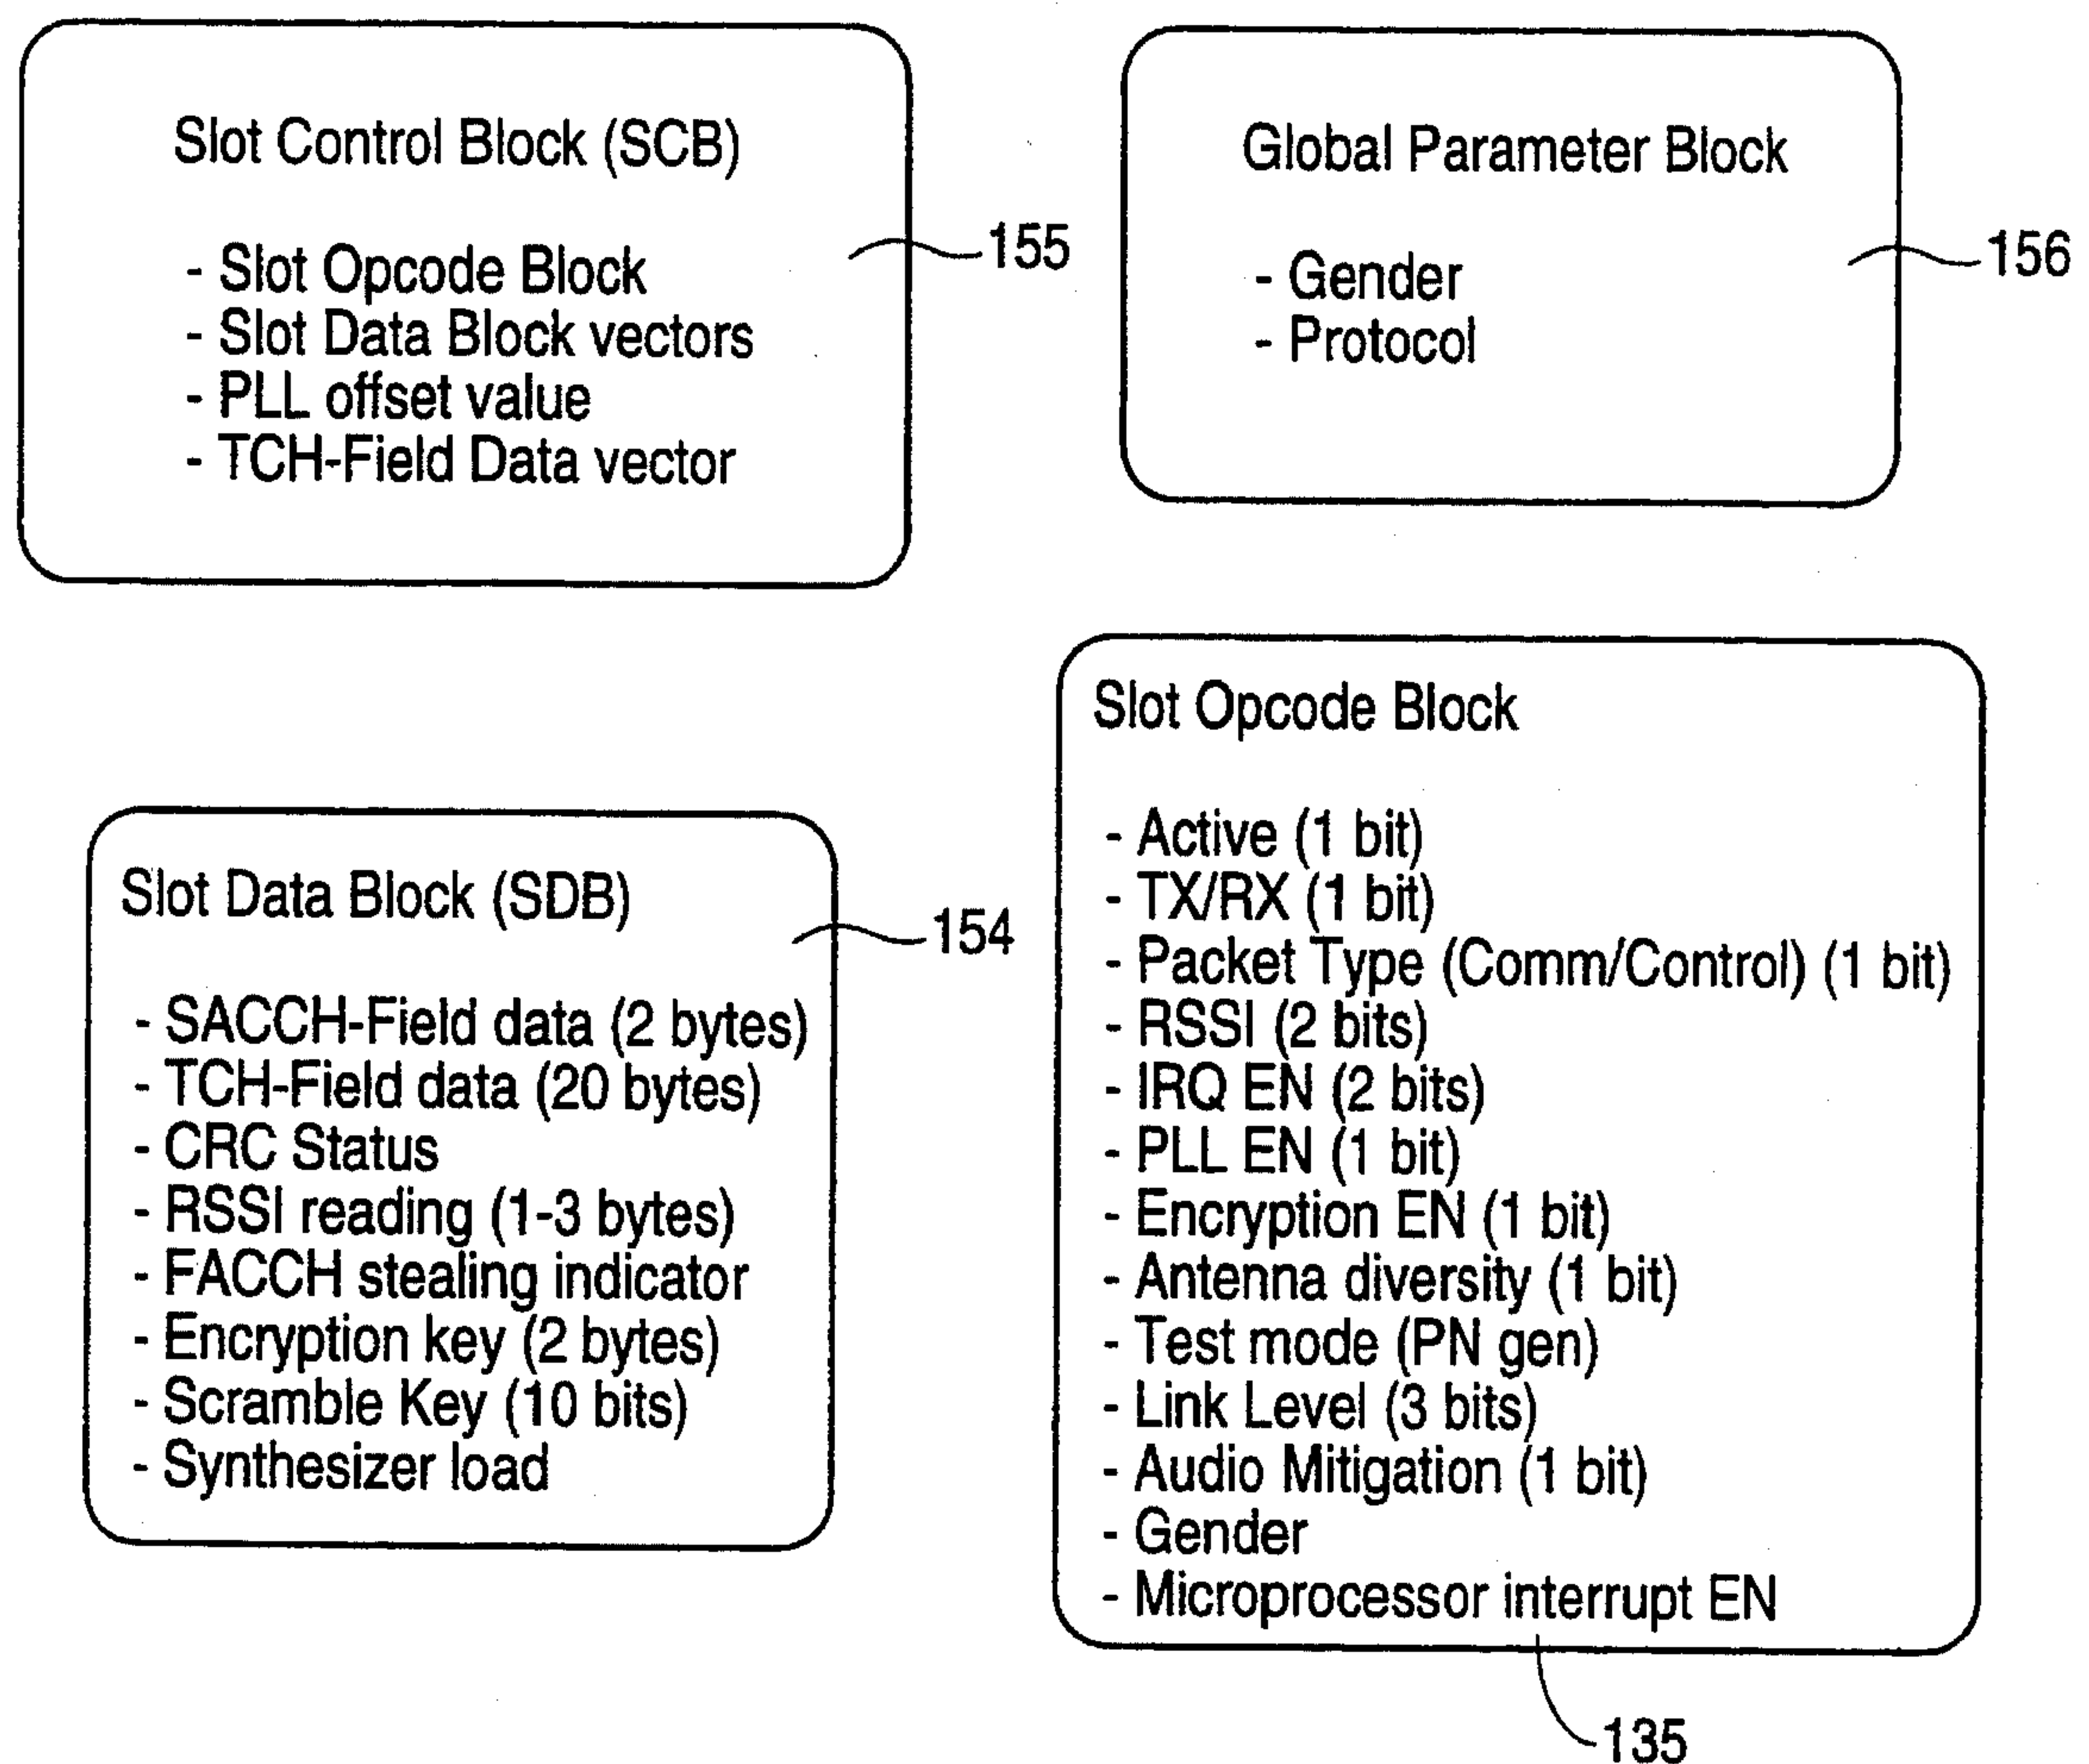 Slot Control Block (SCB)
- Slot Opcode Block
- Slot Data Block vectors
- PLL offset value
- TCH-Field Data vector
155
Global Parameter Block
- Gender
- Protocol
156
Slot Data Block (SDB)
- SACCH-Field data (2 bytes)
- TCH-Field data (20 bytes)
- CRC Status
- RSSI reading (1-3 bytes)
- FACCH stealing indicator
- Encryption key (2 bytes)
- Scramble Key (10 bits)
- Synthesizer load
154
Slot Opcode Block
- Active (1 bit)
- TX/RX (1 bit)
- Packet Type (Comm/Control) (1 bit)
- RSSI (2 bits)
- IRQ EN (2 bits)
- PLL EN (1 bit)
- Encryption EN (1 bit)
- Antenna diversity (1 bit)
- Test mode (PN gen)
- Link Level (3 bits)
- Audio Mitigation (1 bit)
- Gender
- Microprocessor interrupt EN
135